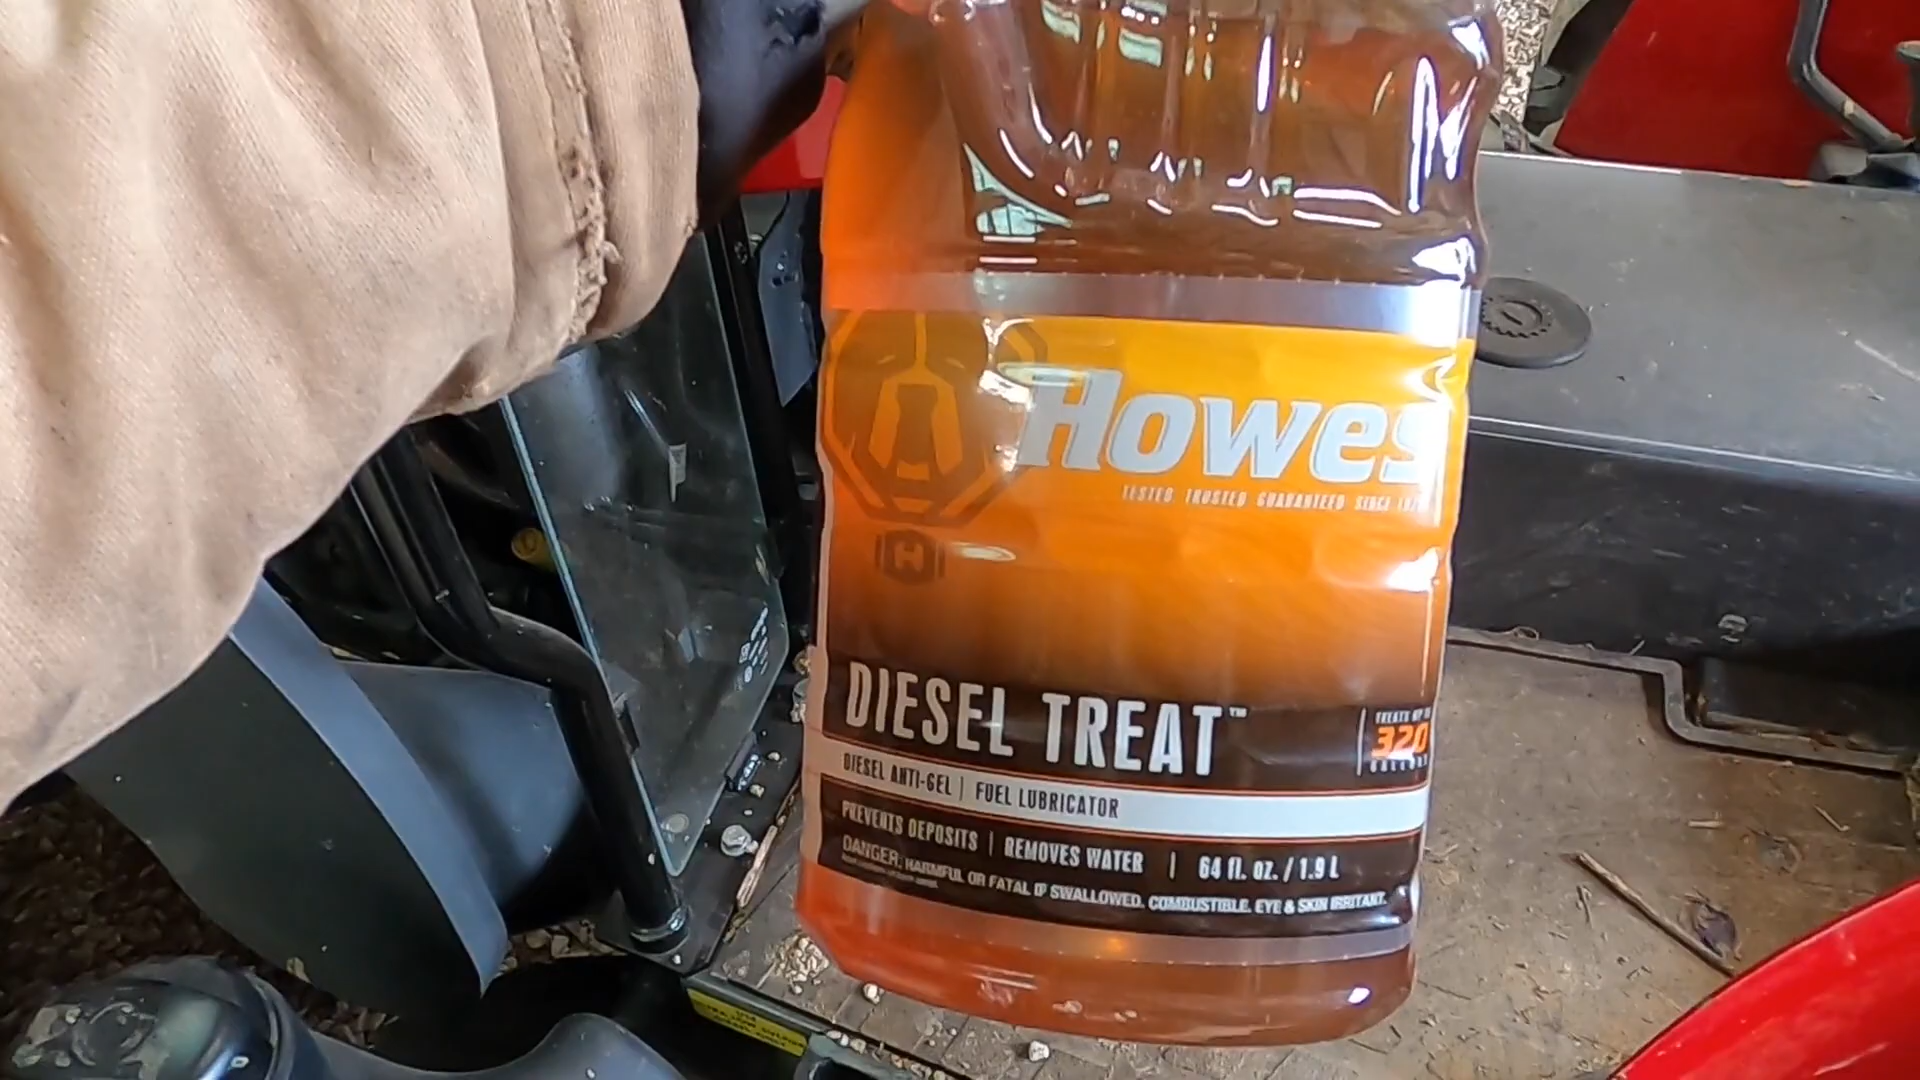 Howes
TESTED TRUSTED GUARANTEED SINCE
DIESEL TREAT™
TREATS UP TO
320
GALLONS
DIESEL ANTI-GEL | FUEL LUBRICATOR
PREVENTS DEPOSITS | REMOVES WATER | 64 fl. oz. / 1.9 L
DANGER: HARMFUL OR FATAL IF SWALLOWED. COMBUSTIBLE. EYE & SKIN IRRITANT.